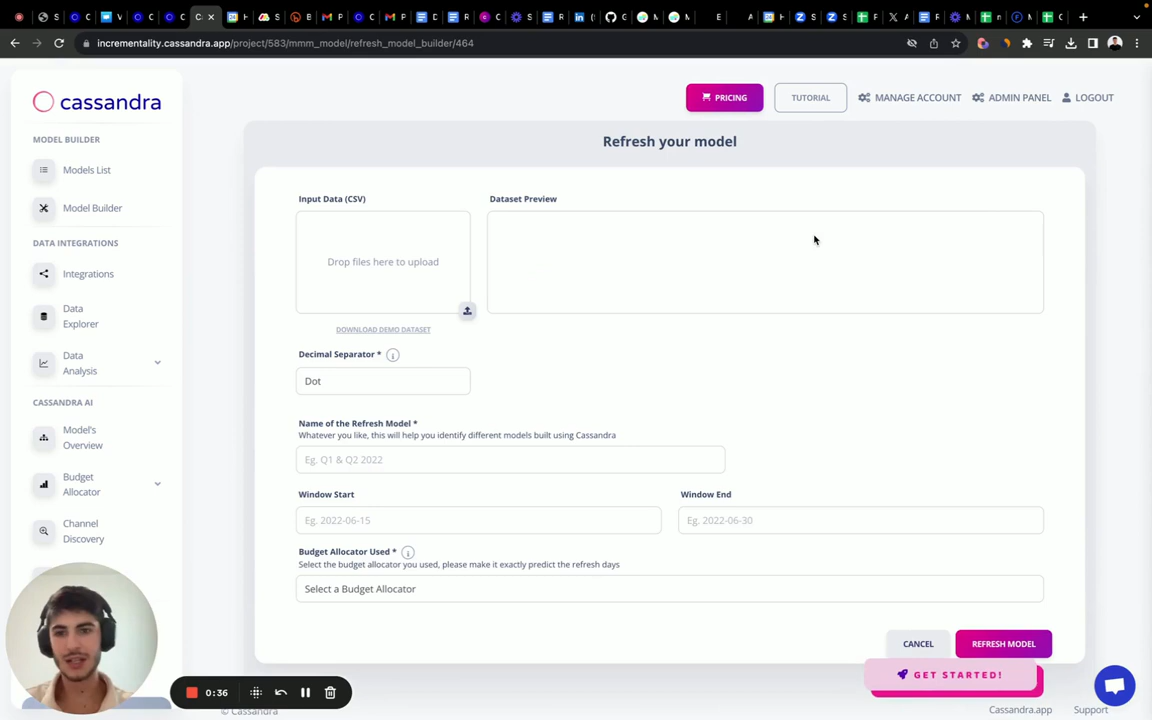 incrementality.cassandra.app/project/583/mmm_model/refresh_model_builder/464
cassandra
PRICING
TUTORIAL
MANAGE ACCOUNT
ADMIN PANEL
LOGOUT
MODEL BUILDER
Models List
Model Builder
DATA INTEGRATIONS
Integrations
Data
Explorer
Data
Analysis
CASSANDRA AI
Model's
Overview
Budget
Allocator
Channel
Discovery
Refresh your model
Input Data (CSV)
Dataset Preview
Drop files here to upload
DOWNLOAD DEMO DATASET
Decimal Separator *
Dot
Name of the Refresh Model *
Whatever you like, this will help you identify different models built using Cassandra
Eg. Q1 & Q2 2022
Window Start
Window End
Eg. 2022-06-15
Eg. 2022-06-30
Budget Allocator Used *
Select the budget allocator you used, please make it exactly predict the refresh days
Select a Budget Allocator
CANCEL
REFRESH MODEL
GET STARTED!
0:36
© Cassandra
Cassandra.app
Support